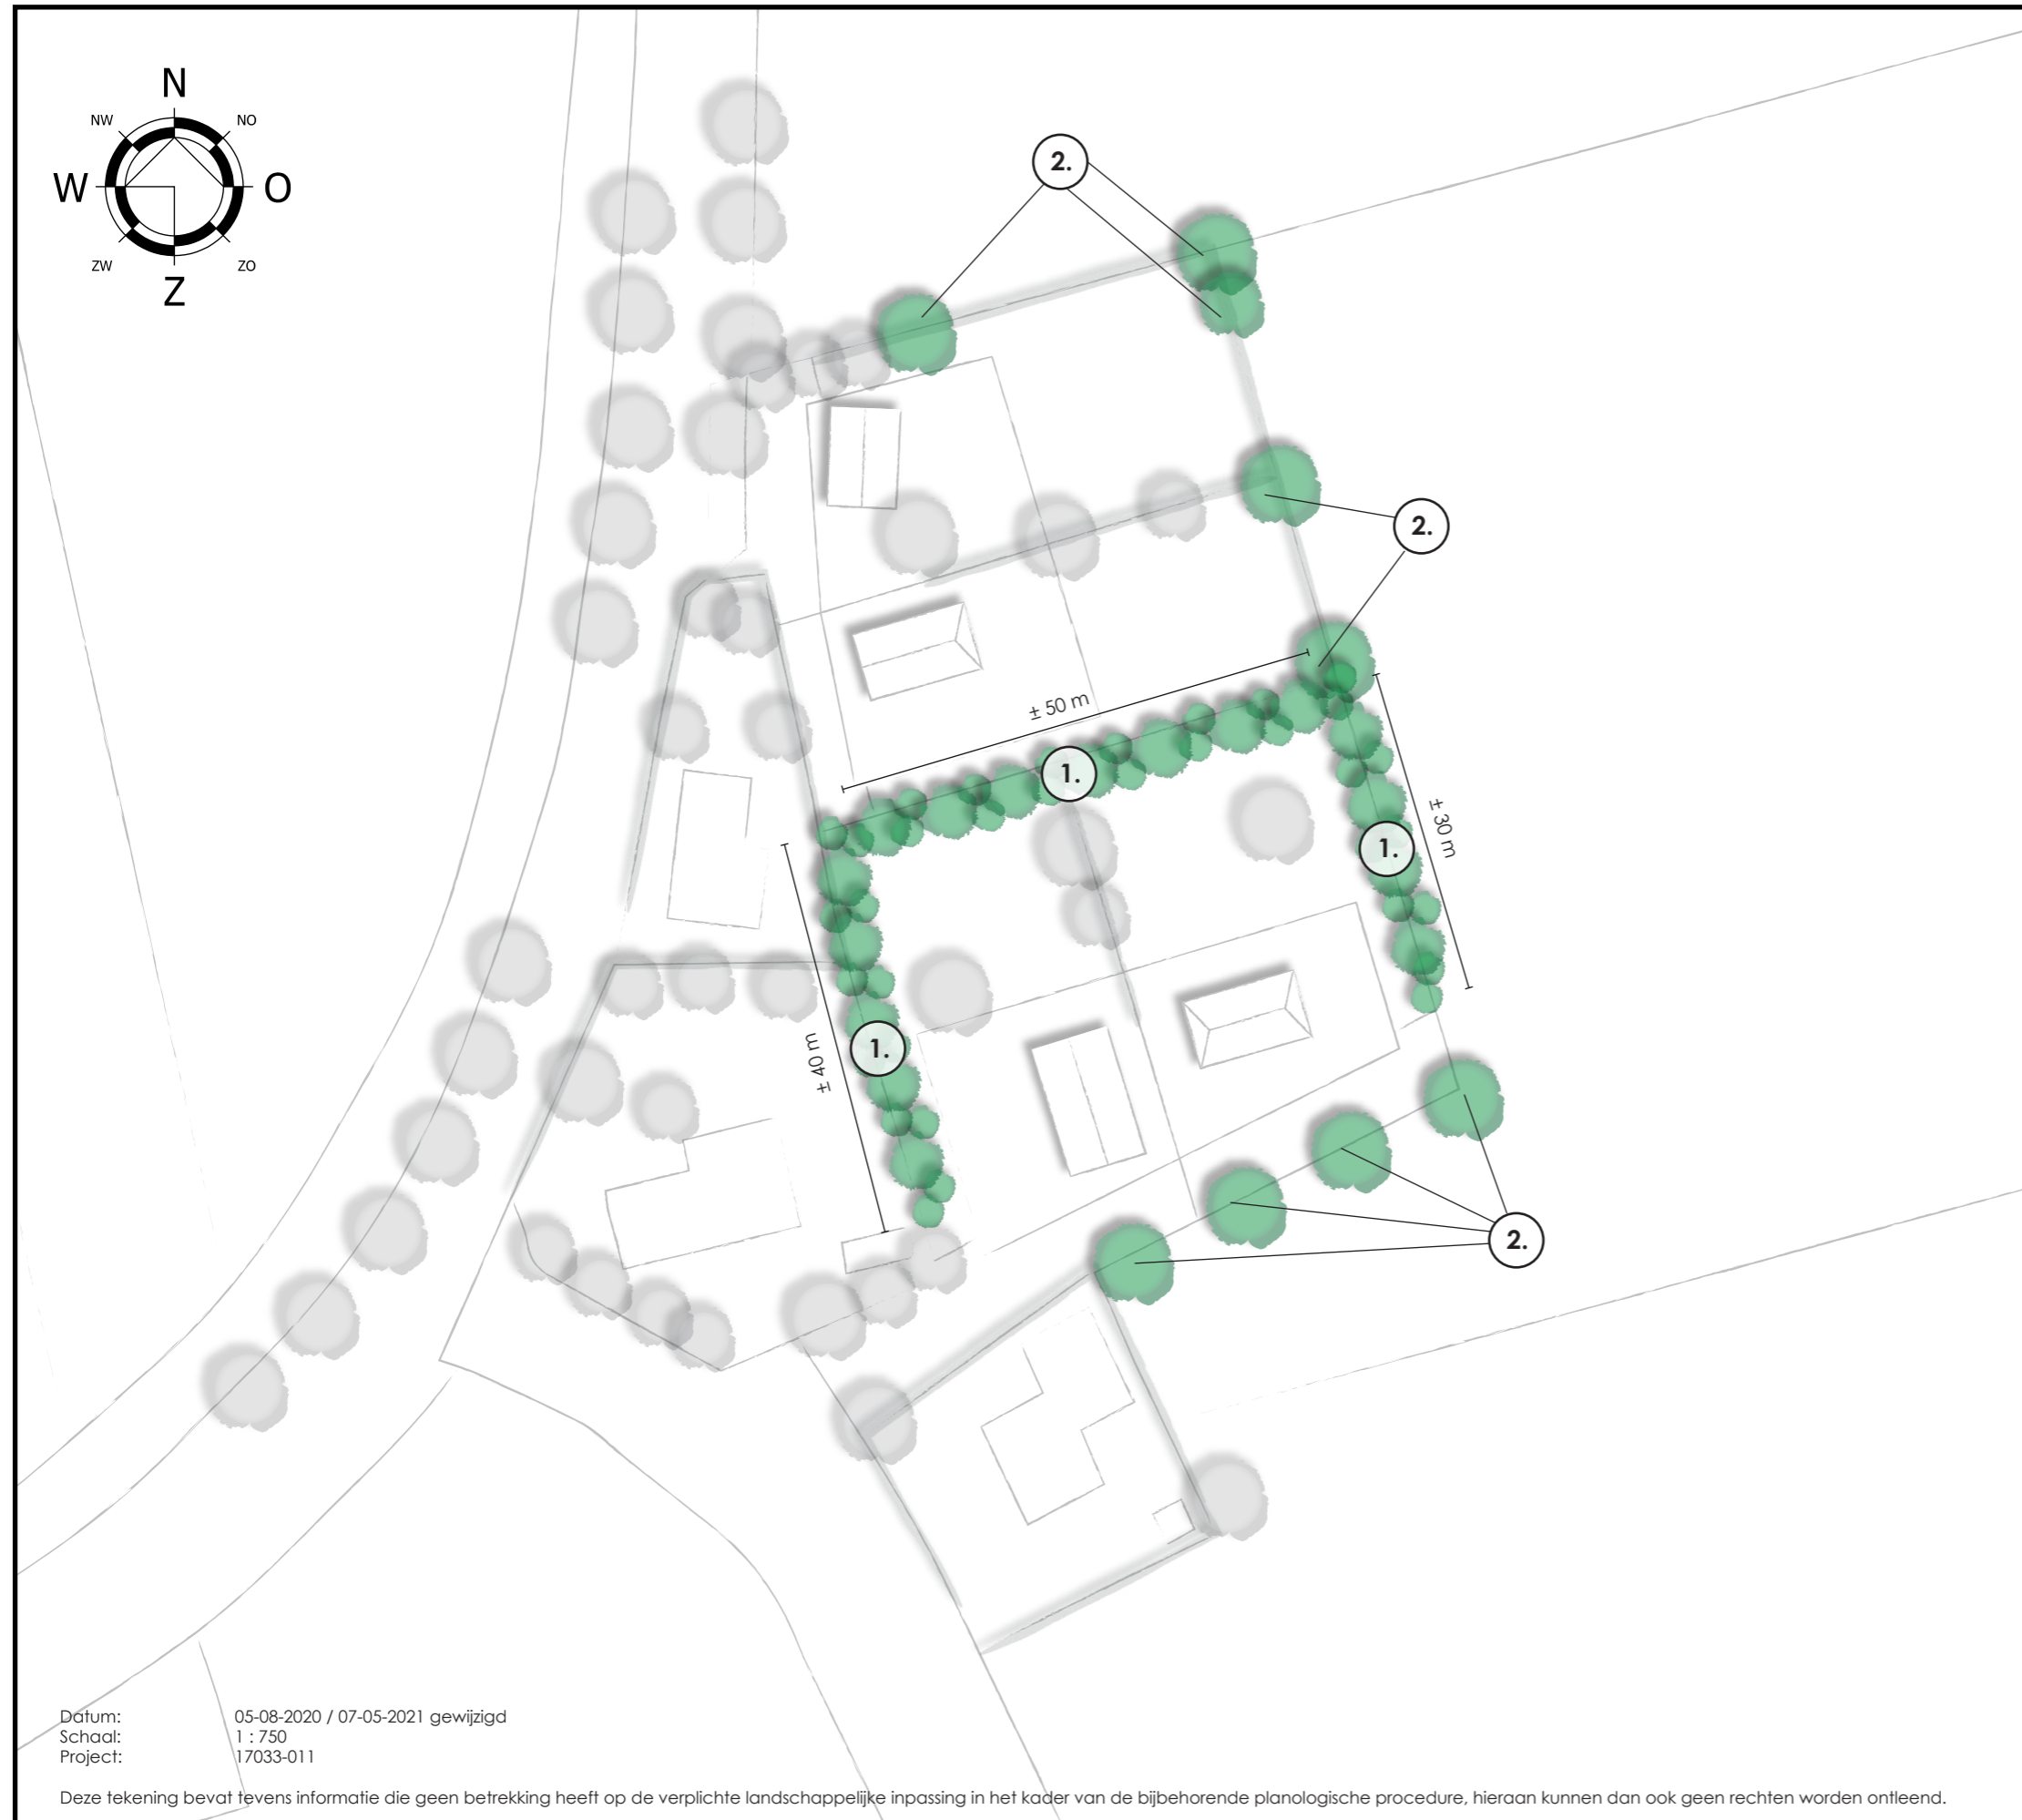 N
NW
NO
W
O
ZW
ZO
Z
2.
2.
± 50 m
1.
± 30 m
1.
± 40 m
1.
2.
Datum: 05-08-2020 / 07-05-2021 gewijzigd
Schaal: 1 : 750
Project: 17033-011
Deze tekening bevat tevens informatie die geen betrekking heeft op de verplichte landschappelijke inpassing in het kader van de bijbehorende planologische procedure, hieraan kunnen dan ook geen rechten worden ontleend.